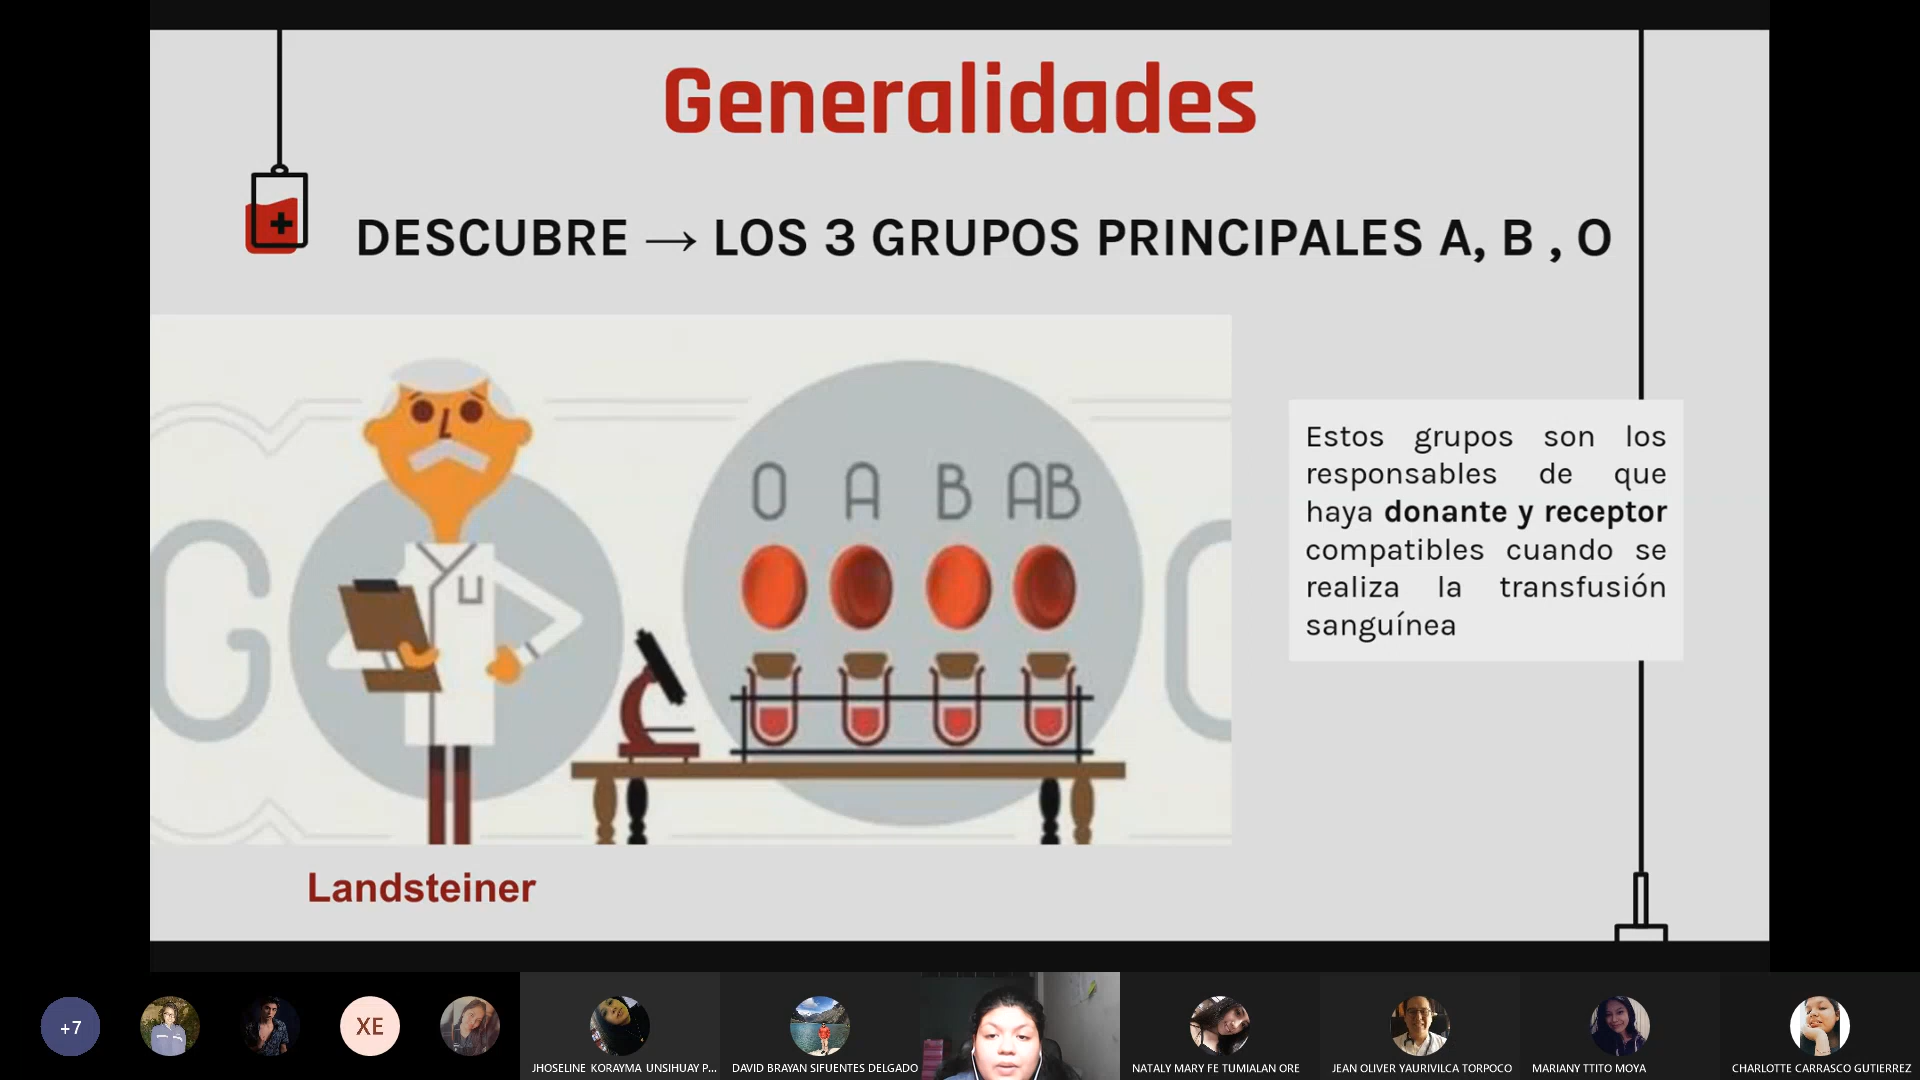 Generalidades
DESCUBRE → LOS 3 GRUPOS PRINCIPALES A, B , O
O A B AB
G
Estos grupos son los
responsables de que
haya donante y receptor
compatibles cuando se
realiza la transfusión
sanguínea
Landsteiner
+7
XE
JHOSELINE KORAYMA UNSIHUAY P...
DAVID BRAYAN SIFUENTES DELGADO
NATALY MARY FE TUMIALAN ORE
JEAN OLIVER YAURIVILCA TORPOCO
MARIANY TTITO MOYA
CHARLOTTE CARRASCO GUTIERREZ